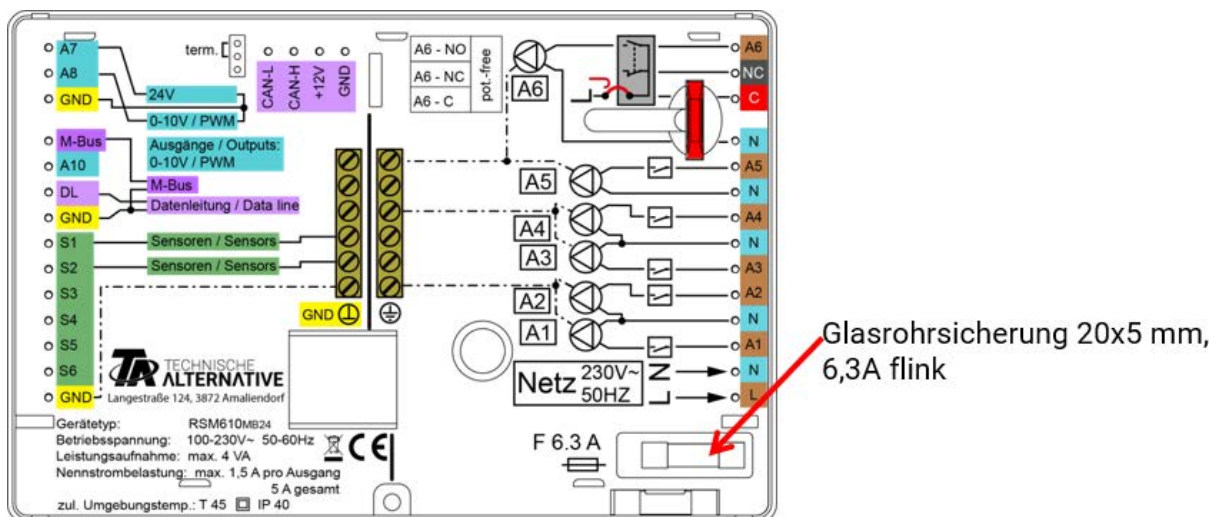 A7
A8
GND
24V
0-10V / PWM
M-Bus
A10
DL
GND
Ausgänge / Outputs:
0-10V / PWM
M-Bus
Datenleitung / Data line
S1
S2
S3
S4
S5
S6
GND
Sensoren / Sensors
Sensoren / Sensors
term.
CAN-L
CAN-H
+12V
GND
A6 - NO
A6 - NC
A6 - C
pot.-free
GND
A6
A5
A4
A3
A2
A1
L
A6
NC
C
N
A5
N
A4
N
A3
A2
N
A1
N
L
Netz 230V~
50HZ
L N
TA TECHNISCHE
ALTERNATIVE
Langestraße 124, 3872 Amaliendorf
Gerätetyp: RSM610MB24
Betriebsspannung: 100-230V~ 50-60Hz
Leistungsaufnahme: max. 4 VA
Nennstrombelastung: max. 1,5 A pro Ausgang
5 A gesamt
zul. Umgebungstemp.: T 45 IP 40
CE
F 6.3 A
Glasrohrsicherung 20x5 mm,
6,3A flink